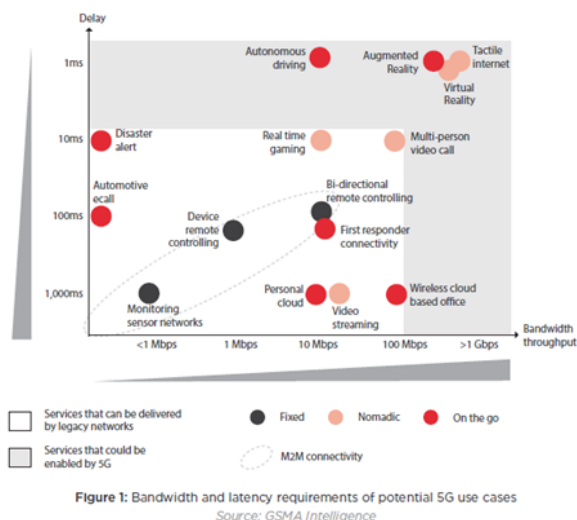 Delay
1ms
10ms
100ms
1,000ms
Autonomous
driving
Augmented
Reality
Tactile
internet
Virtual
Reality
Disaster
alert
Real time
gaming
Multi-person
video call
Automotive
ecall
Device
remote
controlling
Bi-directional
remote controlling
First responder
connectivity
Monitoring
sensor networks
Personal
cloud
Video
streaming
Wireless cloud
based office
<1 Mbps
1 Mbps
10 Mbps
100 Mbps
>1 Gbps
Bandwidth
throughput
Services that can be delivered
by legacy networks
Fixed
Nomadic
On the go
Services that could be
enabled by 5G
M2M connectivity
Figure 1: Bandwidth and latency requirements of potential 5G use cases
Source: GSMA Intelligence